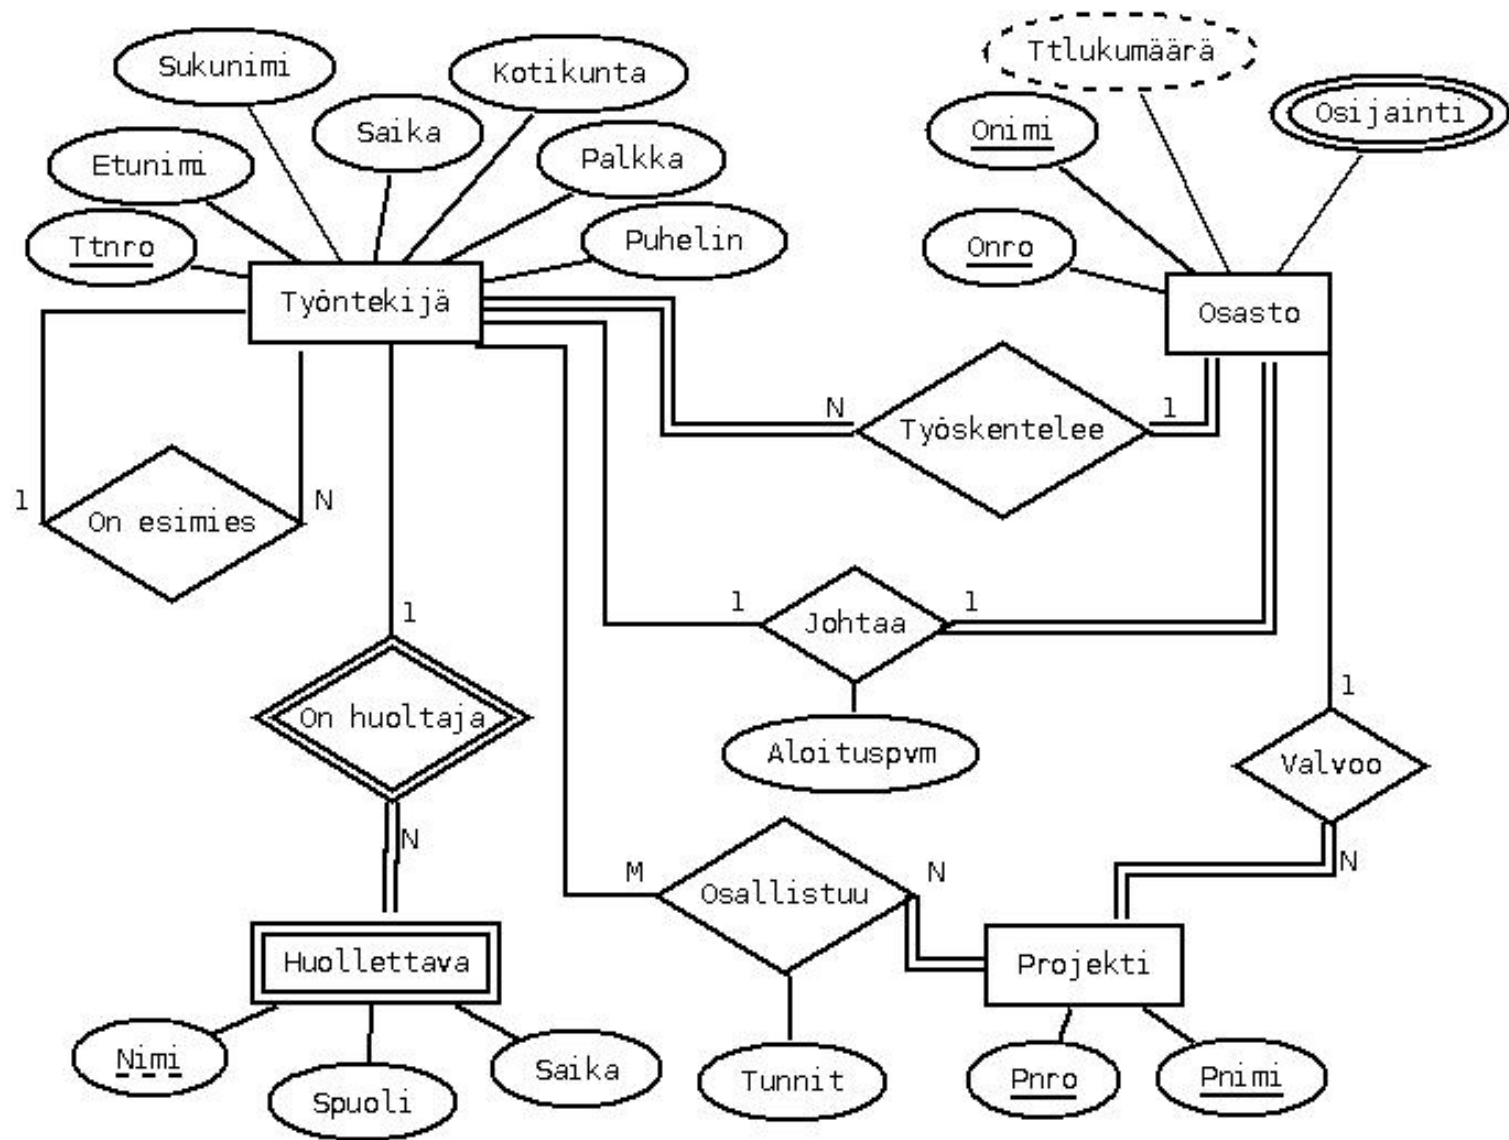 Sukunimi
Kotikunta
Ttlukumäärä
Saika
Onimi
Osijainti
Etunimi
Palkka
Ttnro
Puhelin
Onro
Työntekijä
Osasto
N
Työskentelee
1
1
On esimies
N
1
1
Johtaa
1
On huoltaja
1
Aloituspvm
Valvoo
N
M
Osallistuu
N
N
Huollettava
Projekti
Nimi
Spuoli
Saika
Tunnit
Pnro
Pnimi